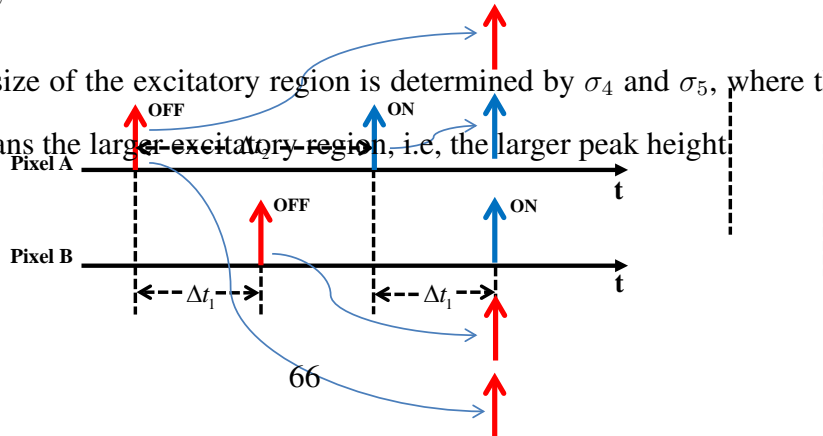 size of the excitatory region is determined by σ4 and σ5, where t
OFF
ON
ans the larger excitatory region, i.e, the larger peak height
Pixel A
t
OFF
ON
Pixel B
t
Δt1
Δt1
66